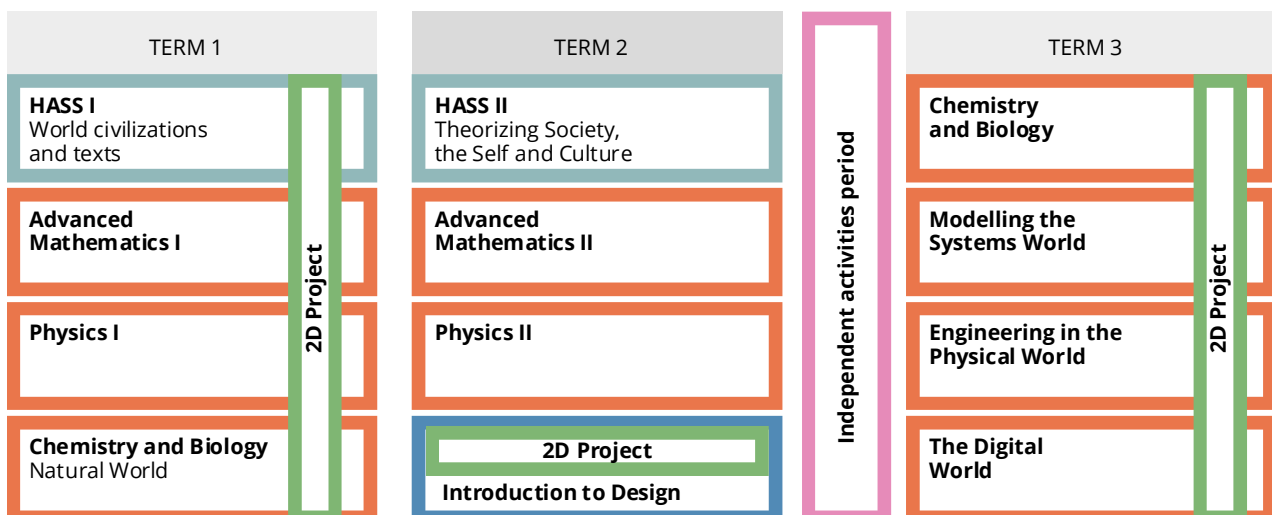 TERM 1
HASS I
World civilizations
and texts
Advanced
Mathematics I
Physics I
Chemistry and Biology
Natural World
2D Project
TERM 2
HASS II
Theorizing Society,
the Self and Culture
Advanced
Mathematics II
Physics II
2D Project
Introduction to Design
Independent activities period
TERM 3
Chemistry
and Biology
Modelling the
Systems World
Engineering in the
Physical World
The Digital
World
2D Project